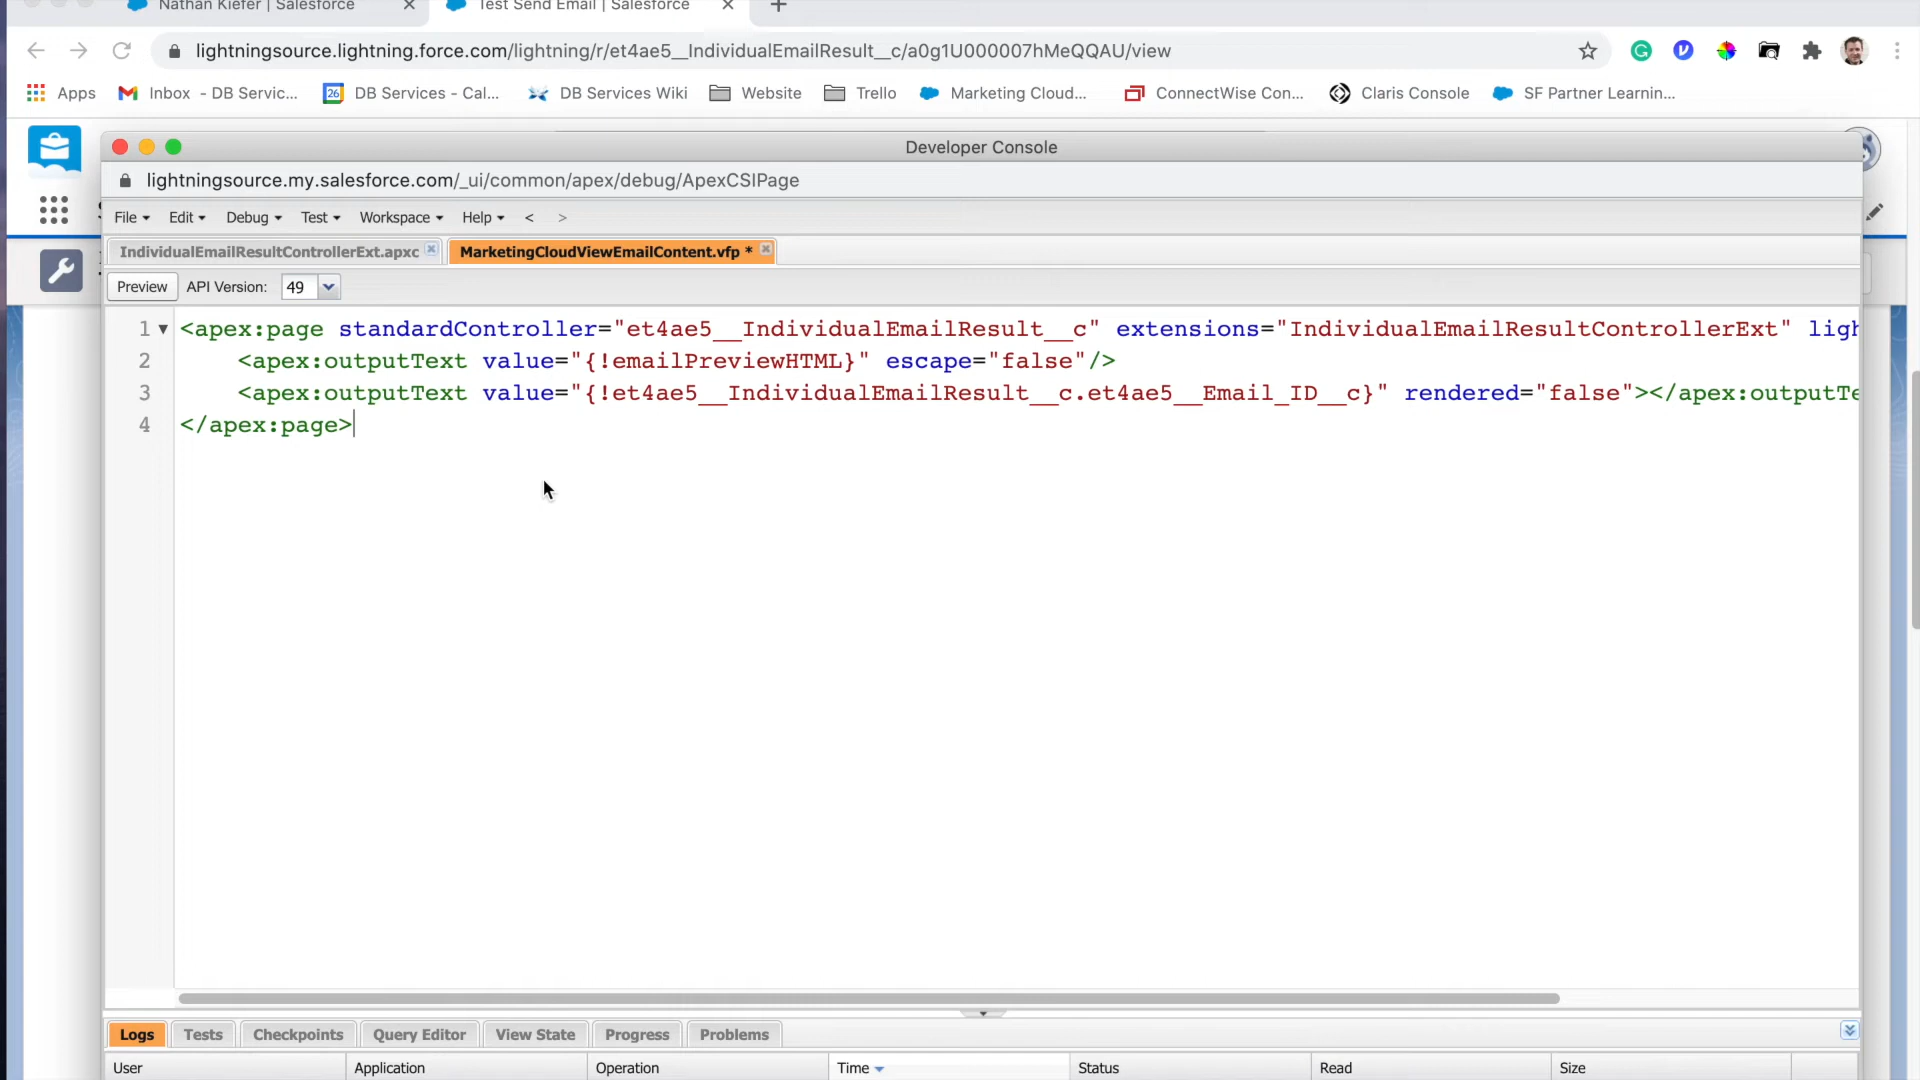 Nathan Kiefer | Salesforce
Test Send Email | Salesforce
lightningsource.lightning.force.com/lightning/r/et4ae5__IndividualEmailResult__c/a0g1U000007hMeQQAU/view
Apps
Inbox - DB Servic...
26
DB Services - Cal...
DB Services Wiki
Website
Trello
Marketing Cloud...
ConnectWise Con...
Claris Console
SF Partner Learnin...
Developer Console
lightningsource.my.salesforce.com/_ui/common/apex/debug/ApexCSIPage
File Edit Debug Test Workspace Help < >
IndividualEmailResultControllerExt.apxc
MarketingCloudViewEmailContent.vfp *
Preview API Version: 49
1 <apex:page standardController="et4ae5__IndividualEmailResult__c" extensions="IndividualEmailResultControllerExt" ligh
2 <apex:outputText value="{!emailPreviewHTML}" escape="false"/>
3 <apex:outputText value="{!et4ae5__IndividualEmailResult__c.et4ae5__Email_ID__c}" rendered="false"></apex:outputTe
4 </apex:page>
Logs Tests Checkpoints Query Editor View State Progress Problems
User Application Operation Time Status Read Size